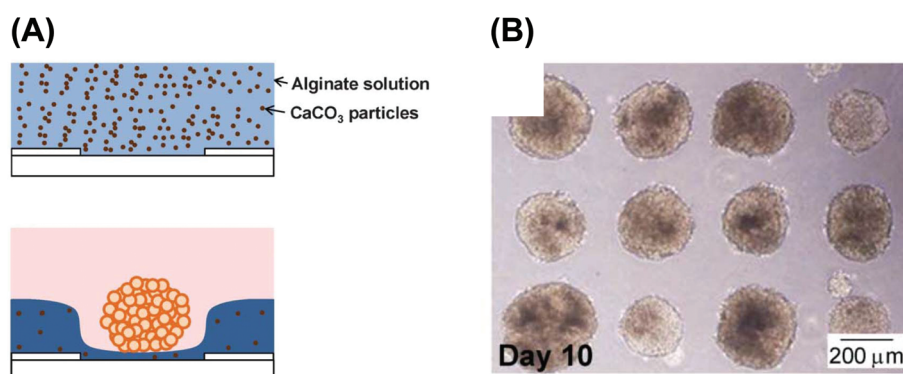 (A)
(B)
Alginate solution
CaCO₃ particles
Day 10
200 μm